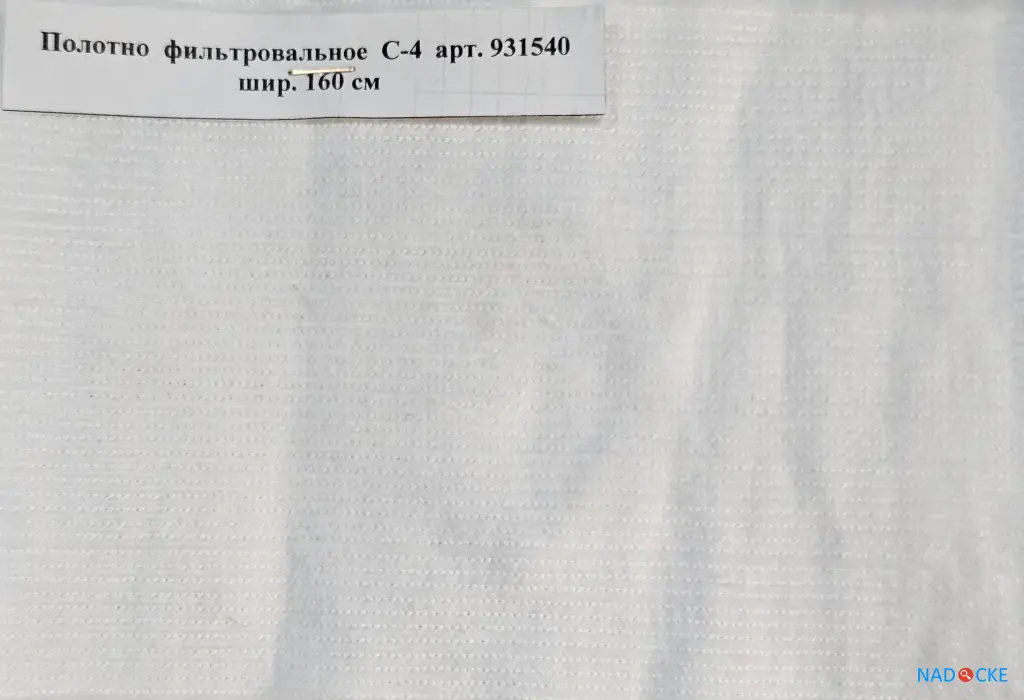 Полотно фильтровальное С-4 арт. 931540
шир. 160 см
NADOCKE